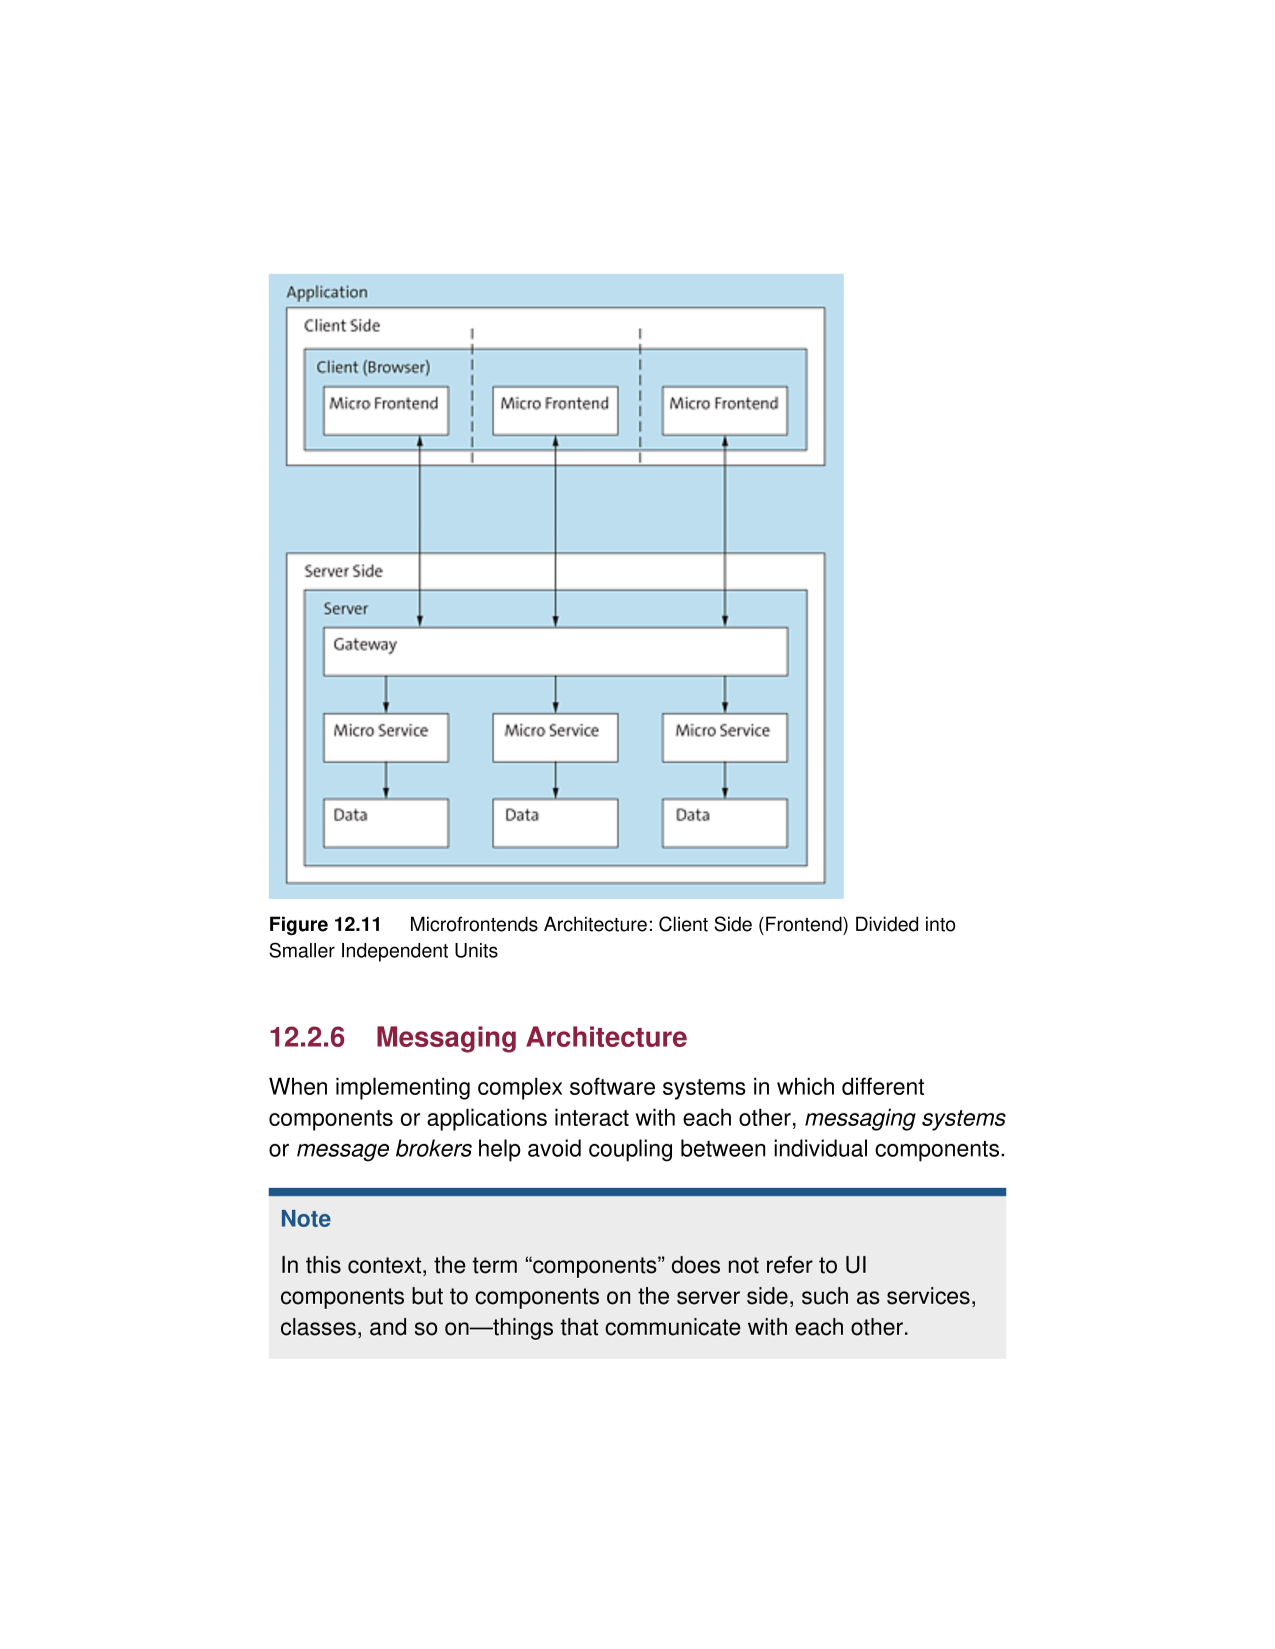 Application
Client Side
Client (Browser)
Micro Frontend
Micro Frontend
Micro Frontend
Server Side
Server
Gateway
Micro Service
Micro Service
Micro Service
Data
Data
Data
Figure 12.11 Microfrontends Architecture: Client Side (Frontend) Divided into
Smaller Independent Units
12.2.6 Messaging Architecture
When implementing complex software systems in which different
components or applications interact with each other, messaging systems
or message brokers help avoid coupling between individual components.
Note
In this context, the term “components” does not refer to UI
components but to components on the server side, such as services,
classes, and so on—things that communicate with each other.